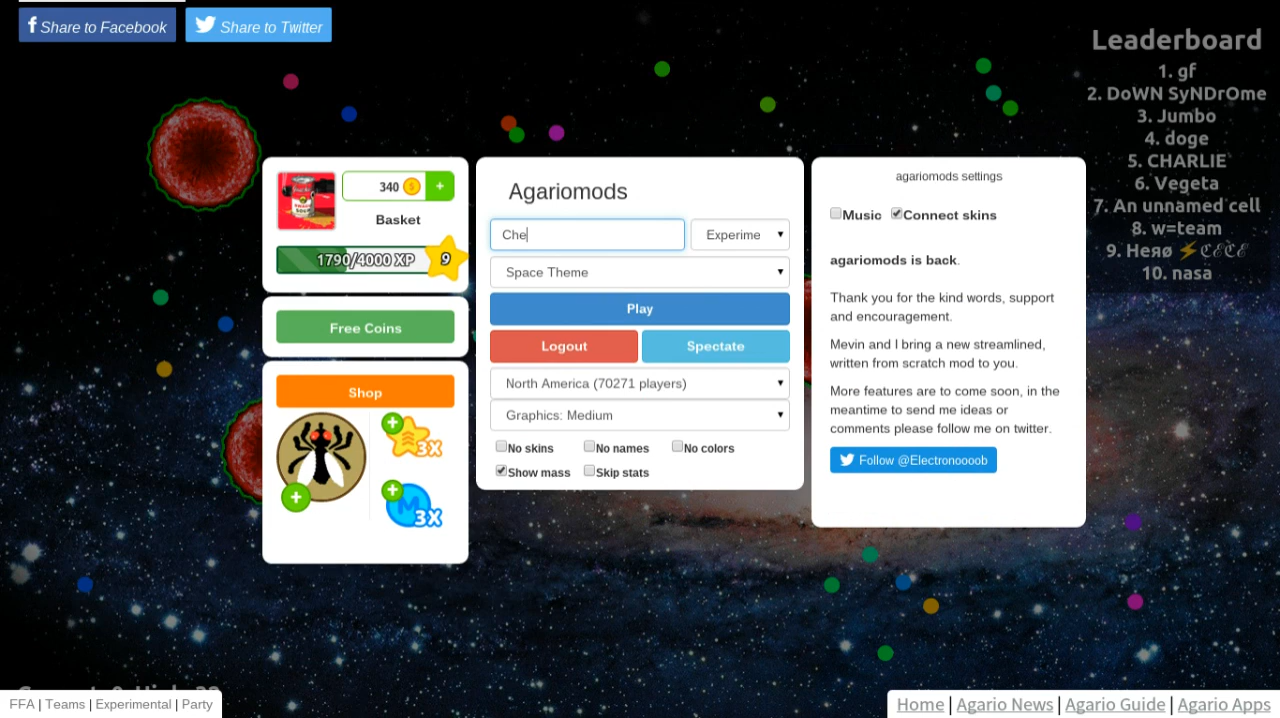 Share to Facebook
Share to Twitter
Leaderboard
1. gf
2. DoWN SyNDrOme
3. Jumbo
4. doge
5. CHARLIE
6. Vegeta
7. An unnamed cell
8. w=team
9. Heяø ⚡ℭℰℭℰ
10. nasa
340
+
Basket
1790/4000 XP
9
Free Coins
Shop
3X
M
3X
Agariomods
Che
Experime
Space Theme
Play
Logout
Spectate
North America (70271 players)
Graphics: Medium
No skins
No names
No colors
Show mass
Skip stats
agariomods settings
Music
Connect skins
agariomods is back.
Thank you for the kind words, support
and encouragement.
Mevin and I bring a new streamlined,
written from scratch mod to you.
More features are to come soon, in the
meantime to send me ideas or
comments please follow me on twitter.
Follow @Electronoooob
FFA | Teams | Experimental | Party
Home | Agario News | Agario Guide | Agario Apps